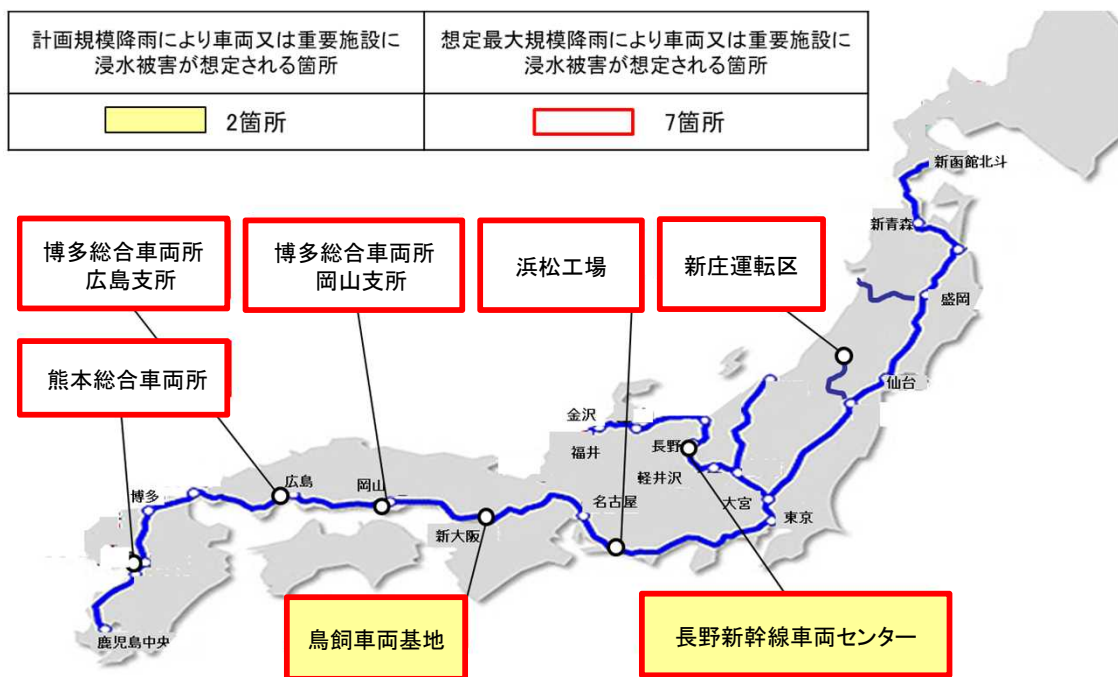 計画規模降雨により車両又は重要施設に
浸水被害が想定される箇所
想定最大規模降雨により車両又は重要施設に
浸水被害が想定される箇所
2箇所
7箇所
新函館北斗
新青森
盛岡
仙台
博多総合車両所
広島支所
博多総合車両所
岡山支所
浜松工場
新庄運転区
熊本総合車両所
金沢
福井
長野
軽井沢
大宮
東京
名古屋
新大阪
岡山
広島
博多
鹿児島中央
鳥飼車両基地
長野新幹線車両センター